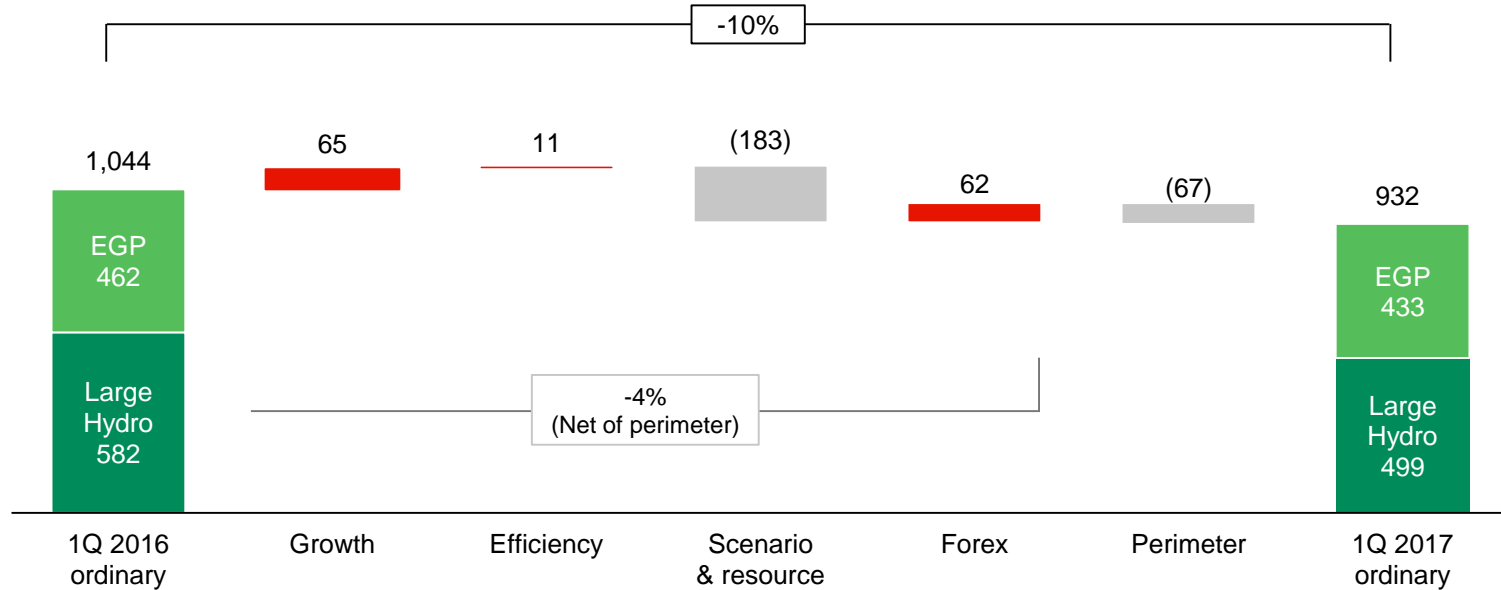 -10%
1,044
65
11
(183)
62
(67)
932
EGP
462
Large
Hydro
582
-4%
(Net of perimeter)
EGP
433
Large
Hydro
499
1Q 2016
ordinary
Growth
Efficiency
Scenario
& resource
Forex
Perimeter
1Q 2017
ordinary